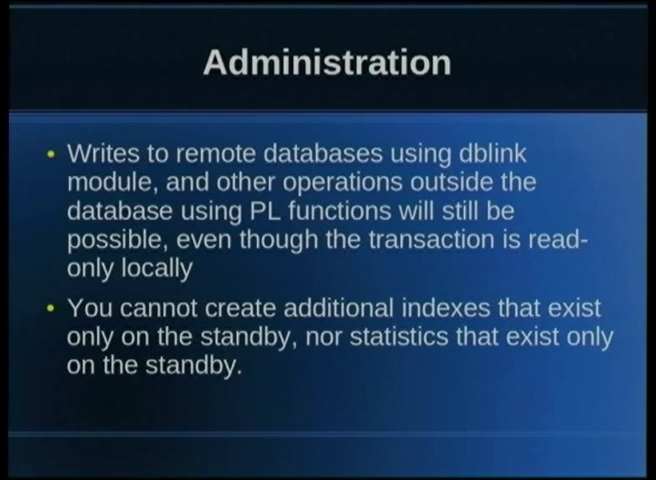 Administration
• Writes to remote databases using dblink
module, and other operations outside the
database using PL functions will still be
possible, even though the transaction is read-
only locally
• You cannot create additional indexes that exist
only on the standby, nor statistics that exist only
on the standby.